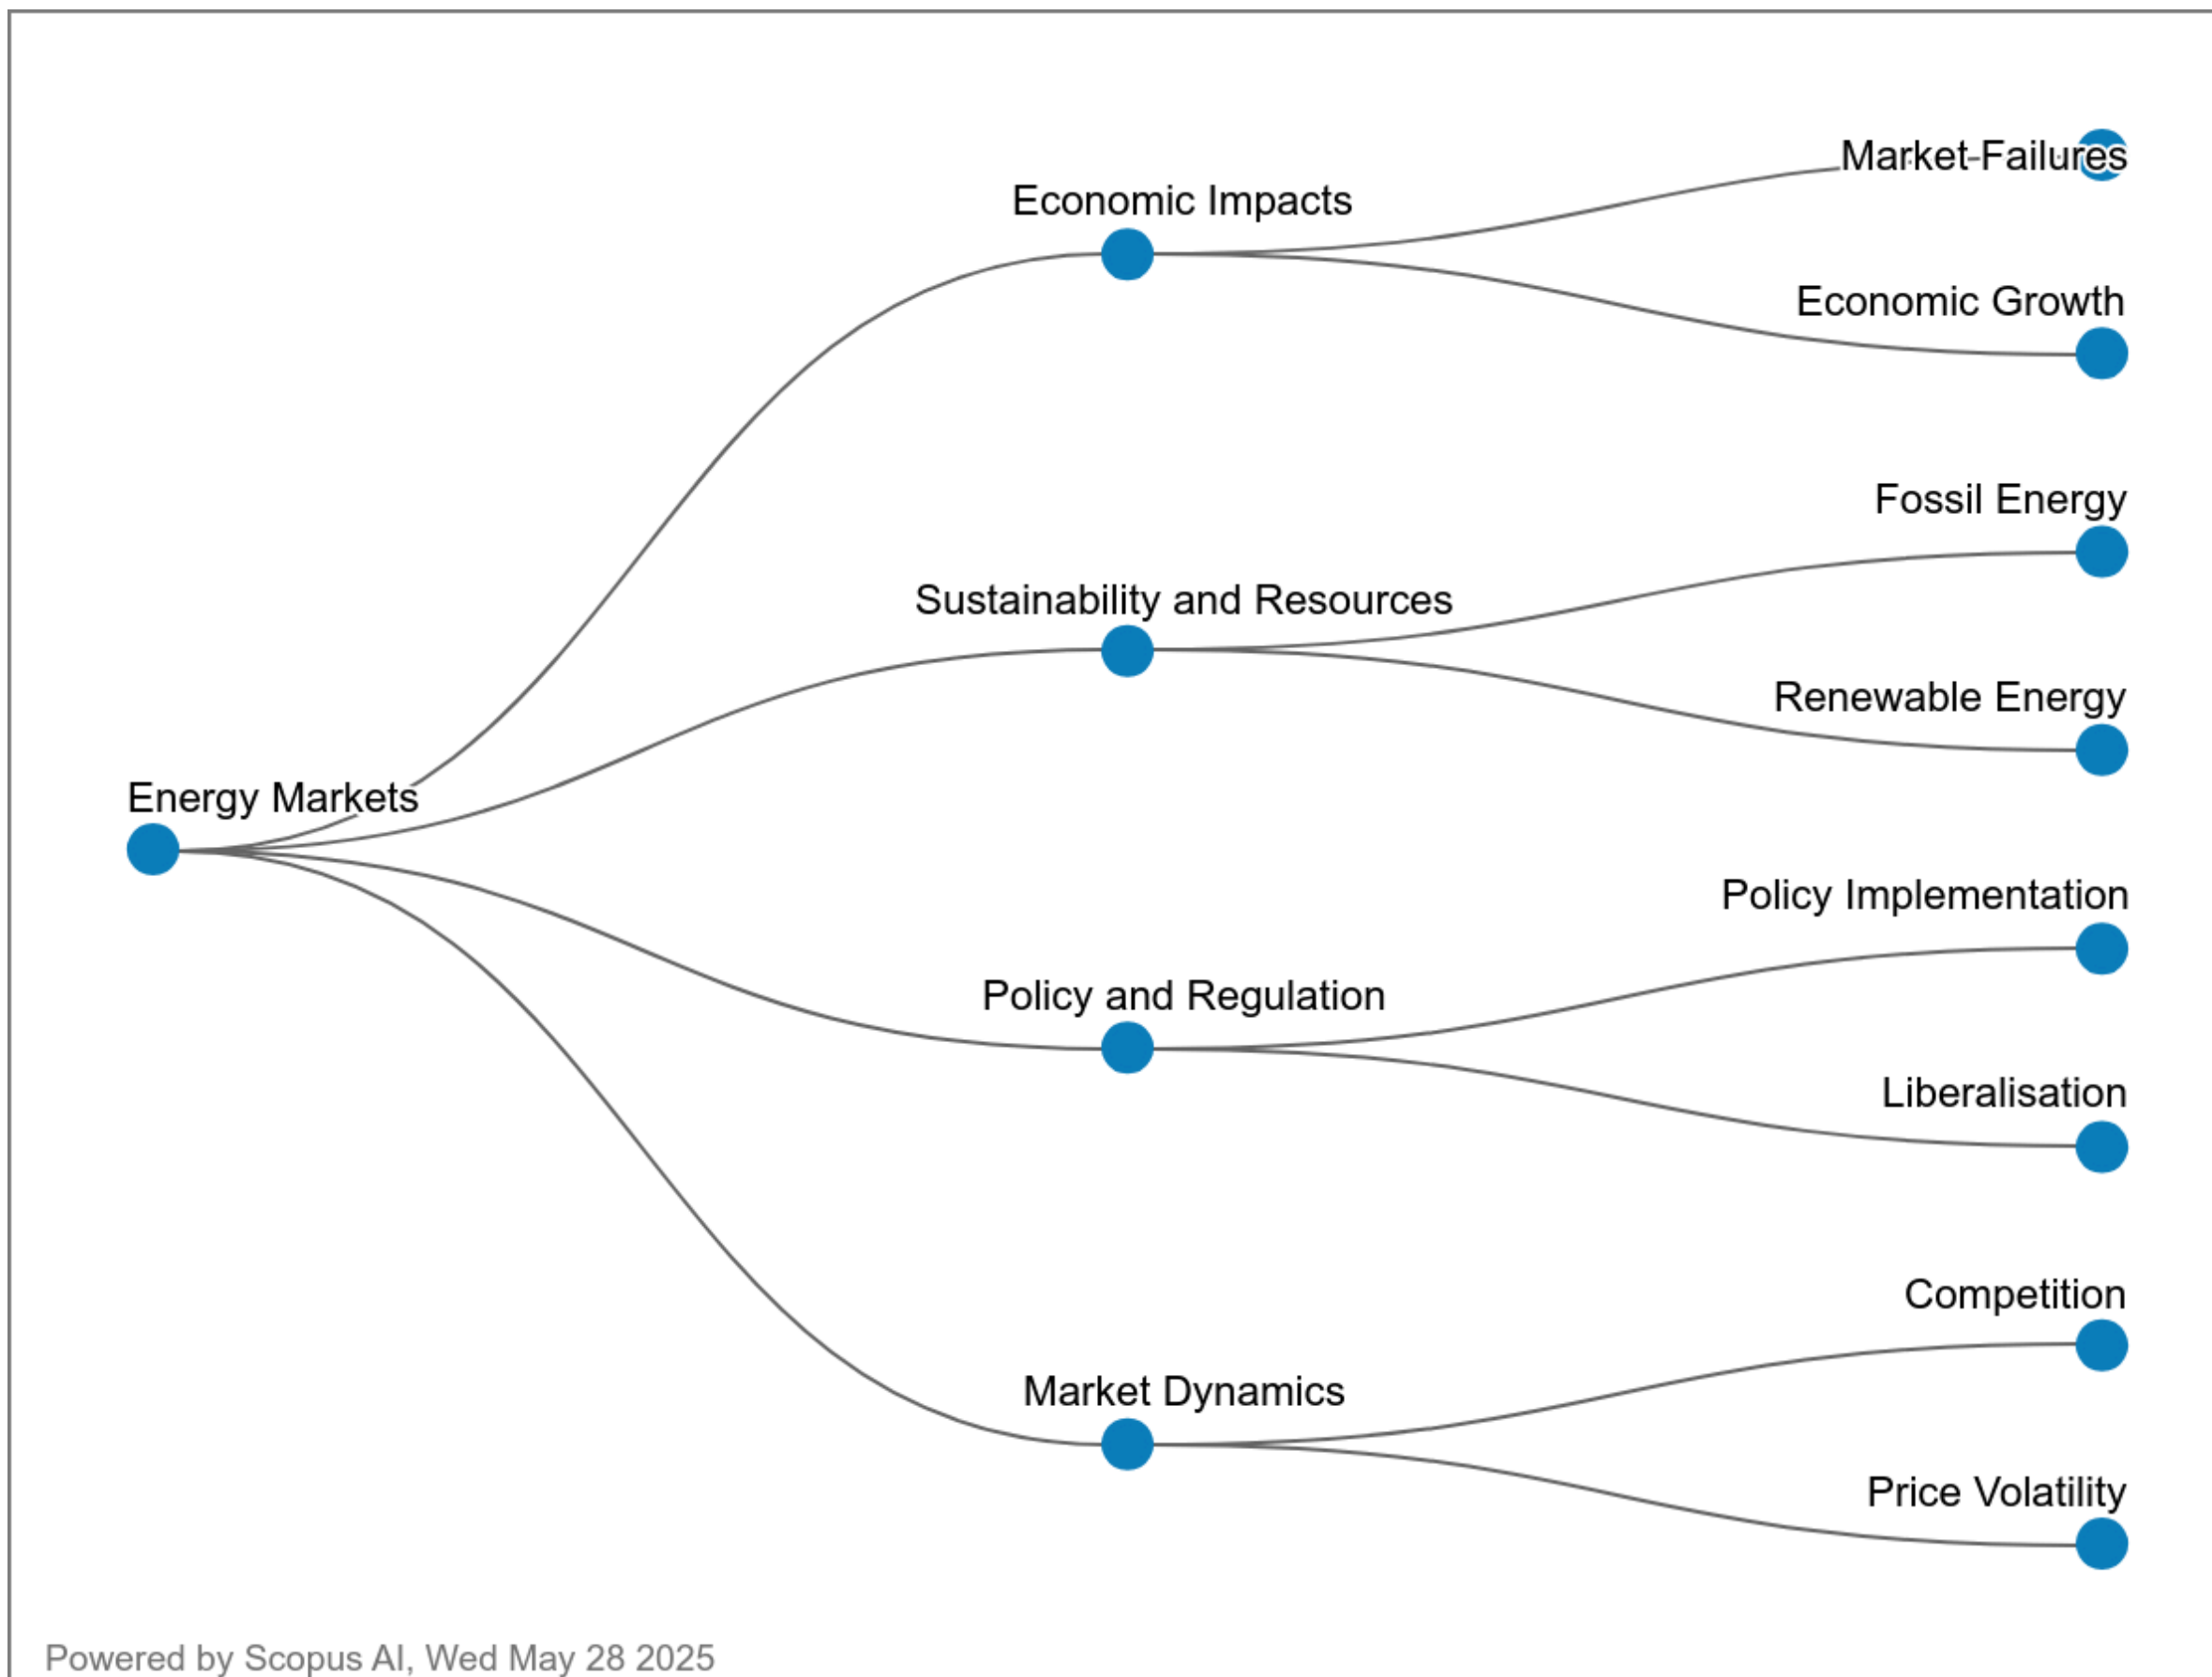 Market Failures
Economic Impacts
Economic Growth
Fossil Energy
Sustainability and Resources
Renewable Energy
Energy Markets
Policy Implementation
Policy and Regulation
Liberalisation
Competition
Market Dynamics
Price Volatility
Powered by Scopus AI, Wed May 28 2025